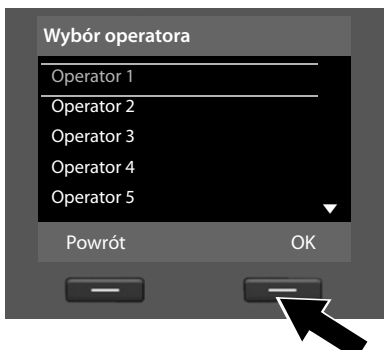 Wybór operatora
Operator 1
Operator 2
Operator 3
Operator 4
Operator 5
Powrót OK